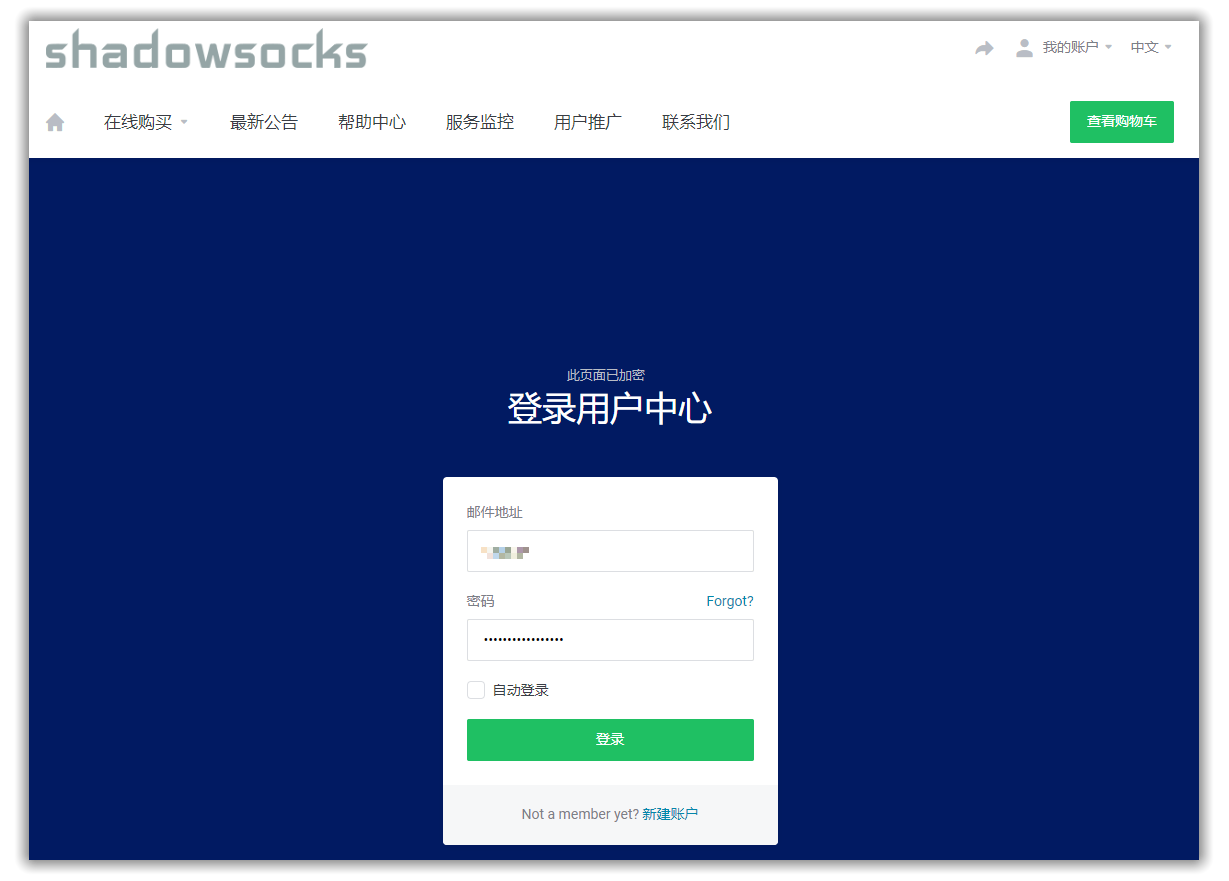 shadowsocks
我的账户 中文
在线购买 最新公告 帮助中心 服务监控 用户推广 联系我们 查看购物车
此页面已加密
登录用户中心
邮件地址
密码 Forgot?
自动登录
登录
Not a member yet? 新建账户